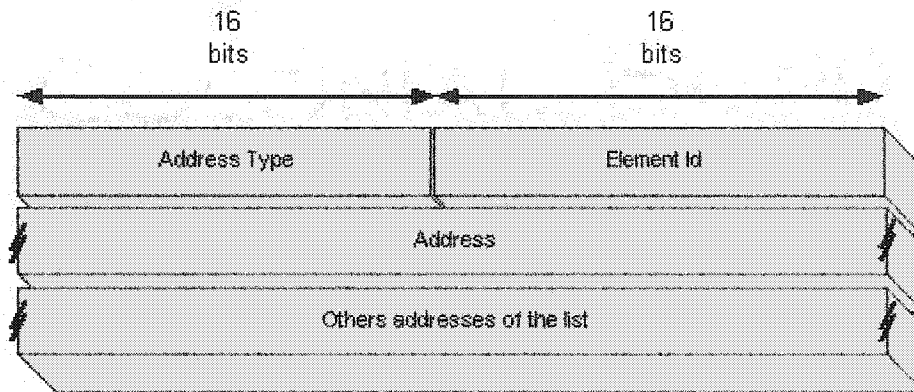 16 16
bits bits
Address Type Element Id
Address
Others addresses of the list